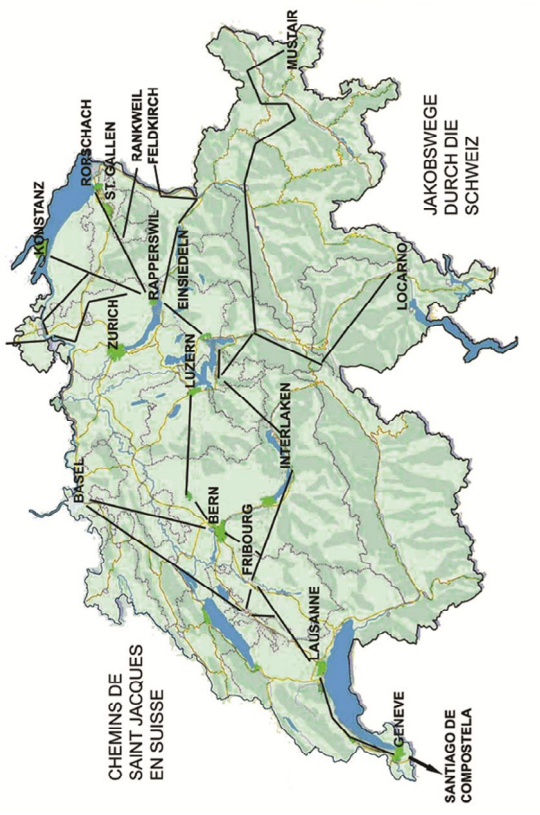 CHEMINS DE
SAINT JACQUES
EN SUISSE
BASEL
KONSTANZ
RORSCHACH
ST.GALLEN
RANKWEIL
FELDKIRCH
ZÜRICH
RAPPERSWIL
EINSIEDELN
LUZERN
BERN
FRIBOURG
INTERLAKEN
MUSTAIR
LAUSANNE
GENEVE
LOCARNO
JAKOBSWEGE
DURCH DIE
SCHWEIZ
SANTIAGO DE
COMPOSTELA